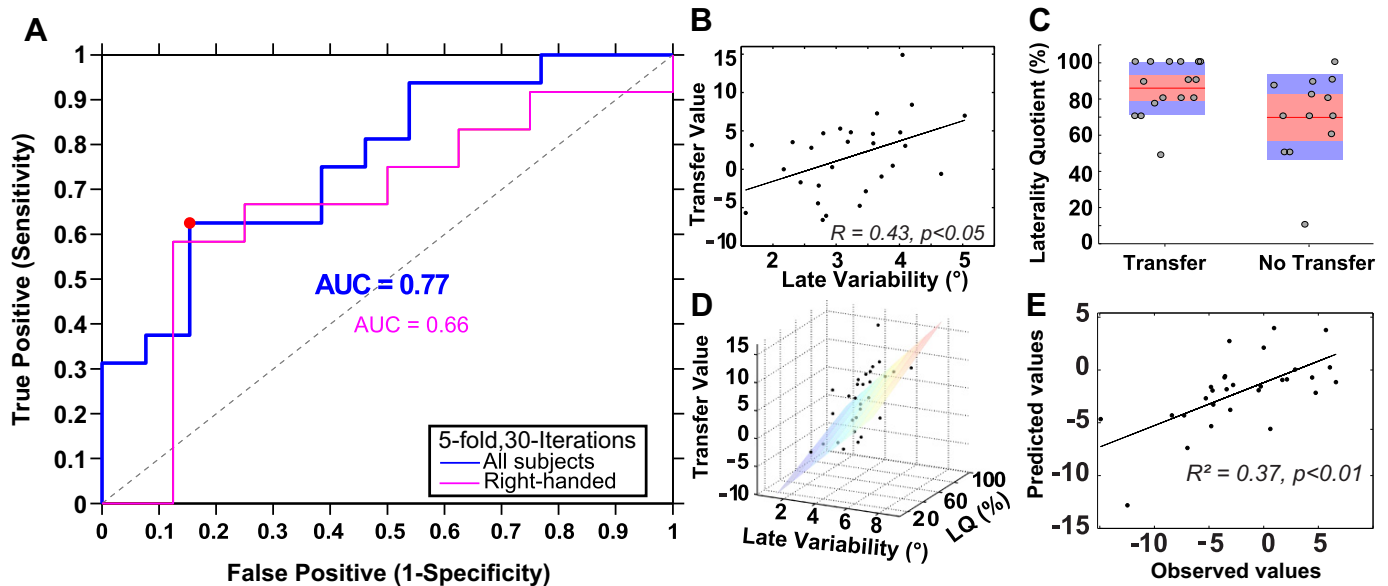 A
True Positive (Sensitivity)
1
0.9
0.8
0.7
0.6
0.5
0.4
0.3
0.2
0.1
0
AUC = 0.77
AUC = 0.66
5-fold,30-Iterations
All subjects
Right-handed
0 0.1 0.2 0.3 0.4 0.5 0.6 0.7 0.8 0.9 1
False Positive (1-Specificity)
B
Transfer Value
15
10
5
0
−5
−10
R = 0.43, p<0.05
2 3 4 5
Late Variability (°)
C
Laterality Quotient (%)
100
80
60
40
20
0
Transfer No Transfer
D
Transfer Value
15
10
5
0
−5
−10
2 4 6 8
Late Variability (°)
20 60 100
LQ (%)
E
Predicted values
5
0
−5
−10
−15
R² = 0.37, p<0.01
−10 −5 0 5
Observed values